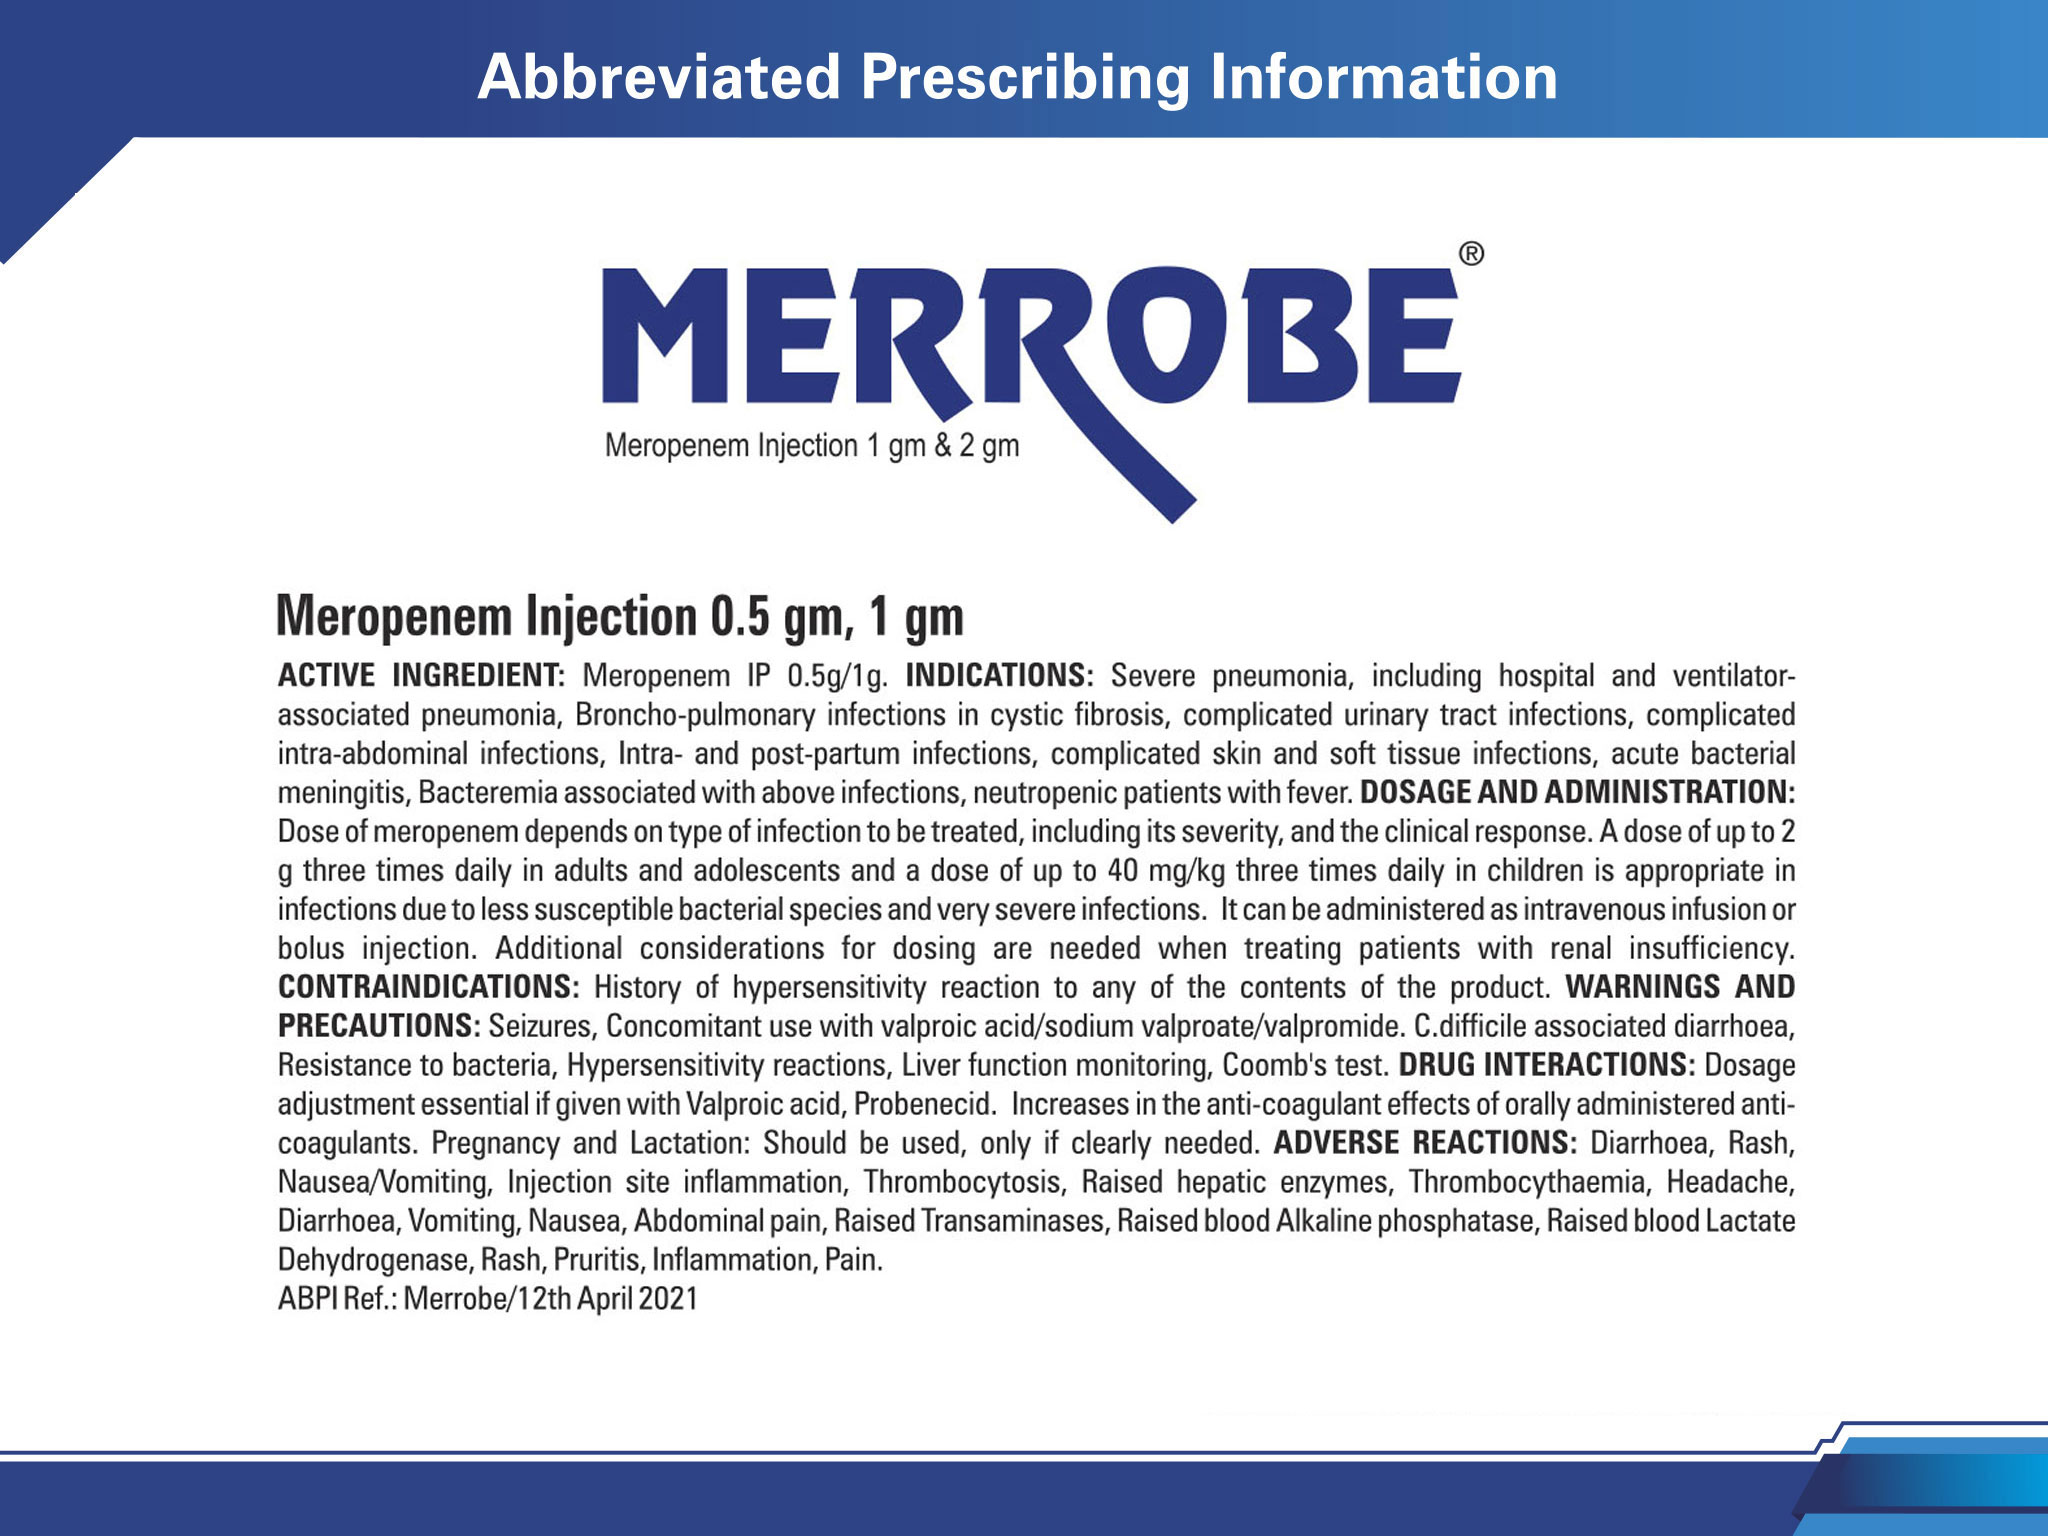 Abbreviated Prescribing Information
MERROBE®
Meropenem Injection 1 gm & 2 gm
Meropenem Injection 0.5 gm, 1 gm
ACTIVE INGREDIENT: Meropenem IP 0.5g/1g. INDICATIONS: Severe pneumonia, including hospital and ventilator-
associated pneumonia, Broncho-pulmonary infections in cystic fibrosis, complicated urinary tract infections, complicated
intra-abdominal infections, Intra- and post-partum infections, complicated skin and soft tissue infections, acute bacterial
meningitis, Bacteremia associated with above infections, neutropenic patients with fever. DOSAGE AND ADMINISTRATION:
Dose of meropenem depends on type of infection to be treated, including its severity, and the clinical response. A dose of up to 2
g three times daily in adults and adolescents and a dose of up to 40 mg/kg three times daily in children is appropriate in
infections due to less susceptible bacterial species and very severe infections. It can be administered as intravenous infusion or
bolus injection. Additional considerations for dosing are needed when treating patients with renal insufficiency.
CONTRAINDICATIONS: History of hypersensitivity reaction to any of the contents of the product. WARNINGS AND
PRECAUTIONS: Seizures, Concomitant use with valproic acid/sodium valproate/valpromide. C.difficile associated diarrhoea,
Resistance to bacteria, Hypersensitivity reactions, Liver function monitoring, Coomb's test. DRUG INTERACTIONS: Dosage
adjustment essential if given with Valproic acid, Probenecid. Increases in the anti-coagulant effects of orally administered anti-
coagulants. Pregnancy and Lactation: Should be used, only if clearly needed. ADVERSE REACTIONS: Diarrhoea, Rash,
Nausea/Vomiting, Injection site inflammation, Thrombocytosis, Raised hepatic enzymes, Thrombocythaemia, Headache,
Diarrhoea, Vomiting, Nausea, Abdominal pain, Raised Transaminases, Raised blood Alkaline phosphatase, Raised blood Lactate
Dehydrogenase, Rash, Pruritis, Inflammation, Pain.
ABPI Ref.: Merrobe/12th April 2021